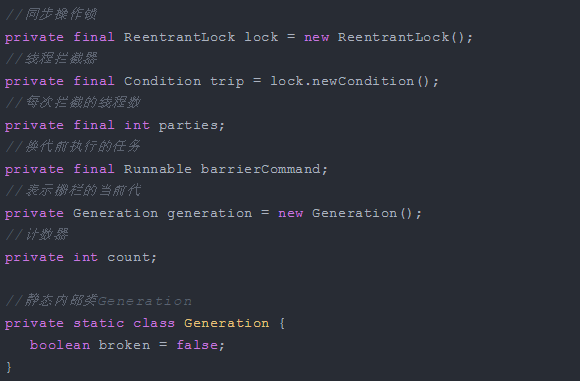 //同步操作锁
private final ReentrantLock lock = new ReentrantLock();
//线程拦截器
private final Condition trip = lock.newCondition();
//每次拦截的线程数
private final int parties;
//换代前执行的任务
private final Runnable barrierCommand;
//表示栅栏的当前代
private Generation generation = new Generation();
//计数器
private int count;
//静态内部类Generation
private static class Generation {
boolean broken = false;
}